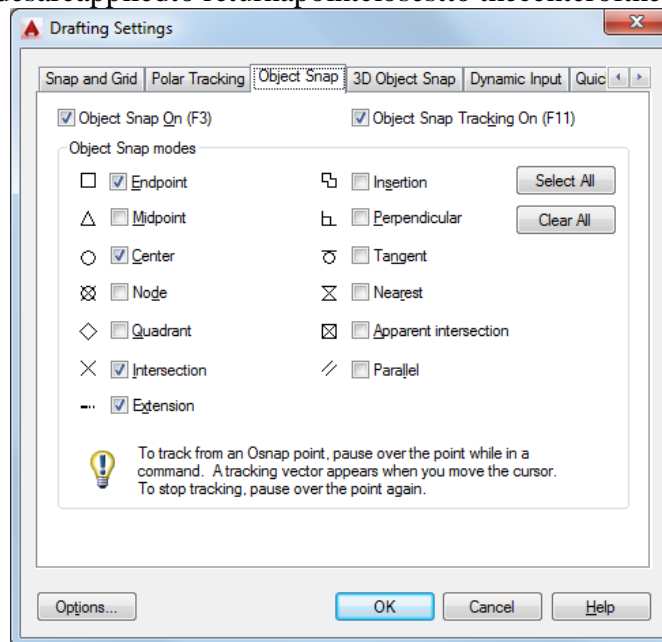 desareappliedto returnapointclosestto thecenterofthe
Drafting Settings
Snap and Grid Polar Tracking Object Snap 3D Object Snap Dynamic Input Quic
Object Snap On (F3) Object Snap Tracking On (F11)
Object Snap modes
Endpoint Insertion Select All
Midpoint Perpendicular Clear All
Center Tangent
Node Nearest
Quadrant Apparent intersection
Intersection Parallel
Extension
To track from an Osnap point, pause over the point while in a
command. A tracking vector appears when you move the cursor.
To stop tracking, pause over the point again.
Options... OK Cancel Help